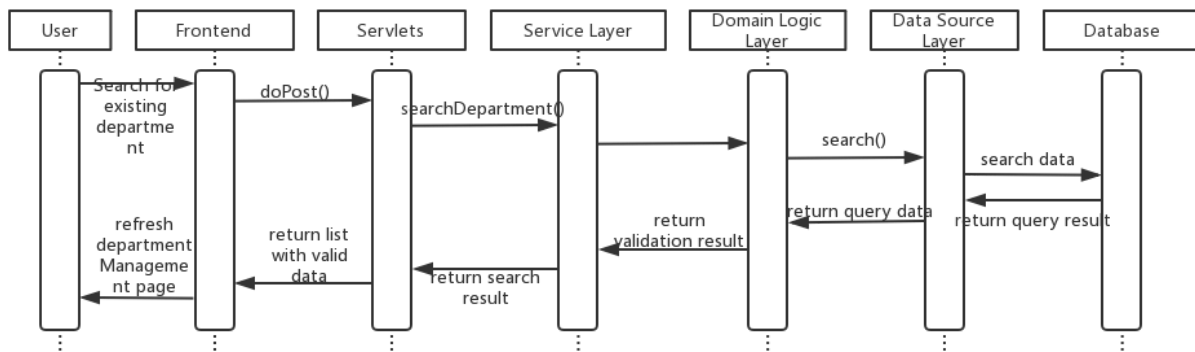 User
Frontend
Servlets
Service Layer
Domain Logic
Layer
Data Source
Layer
Database
Search for
existing
departme
nt
doPost()
searchDepartment()
search()
search data
return query result
return query data
return
validation result
return search
result
return list
with valid
data
refresh
department
Manageme
nt page